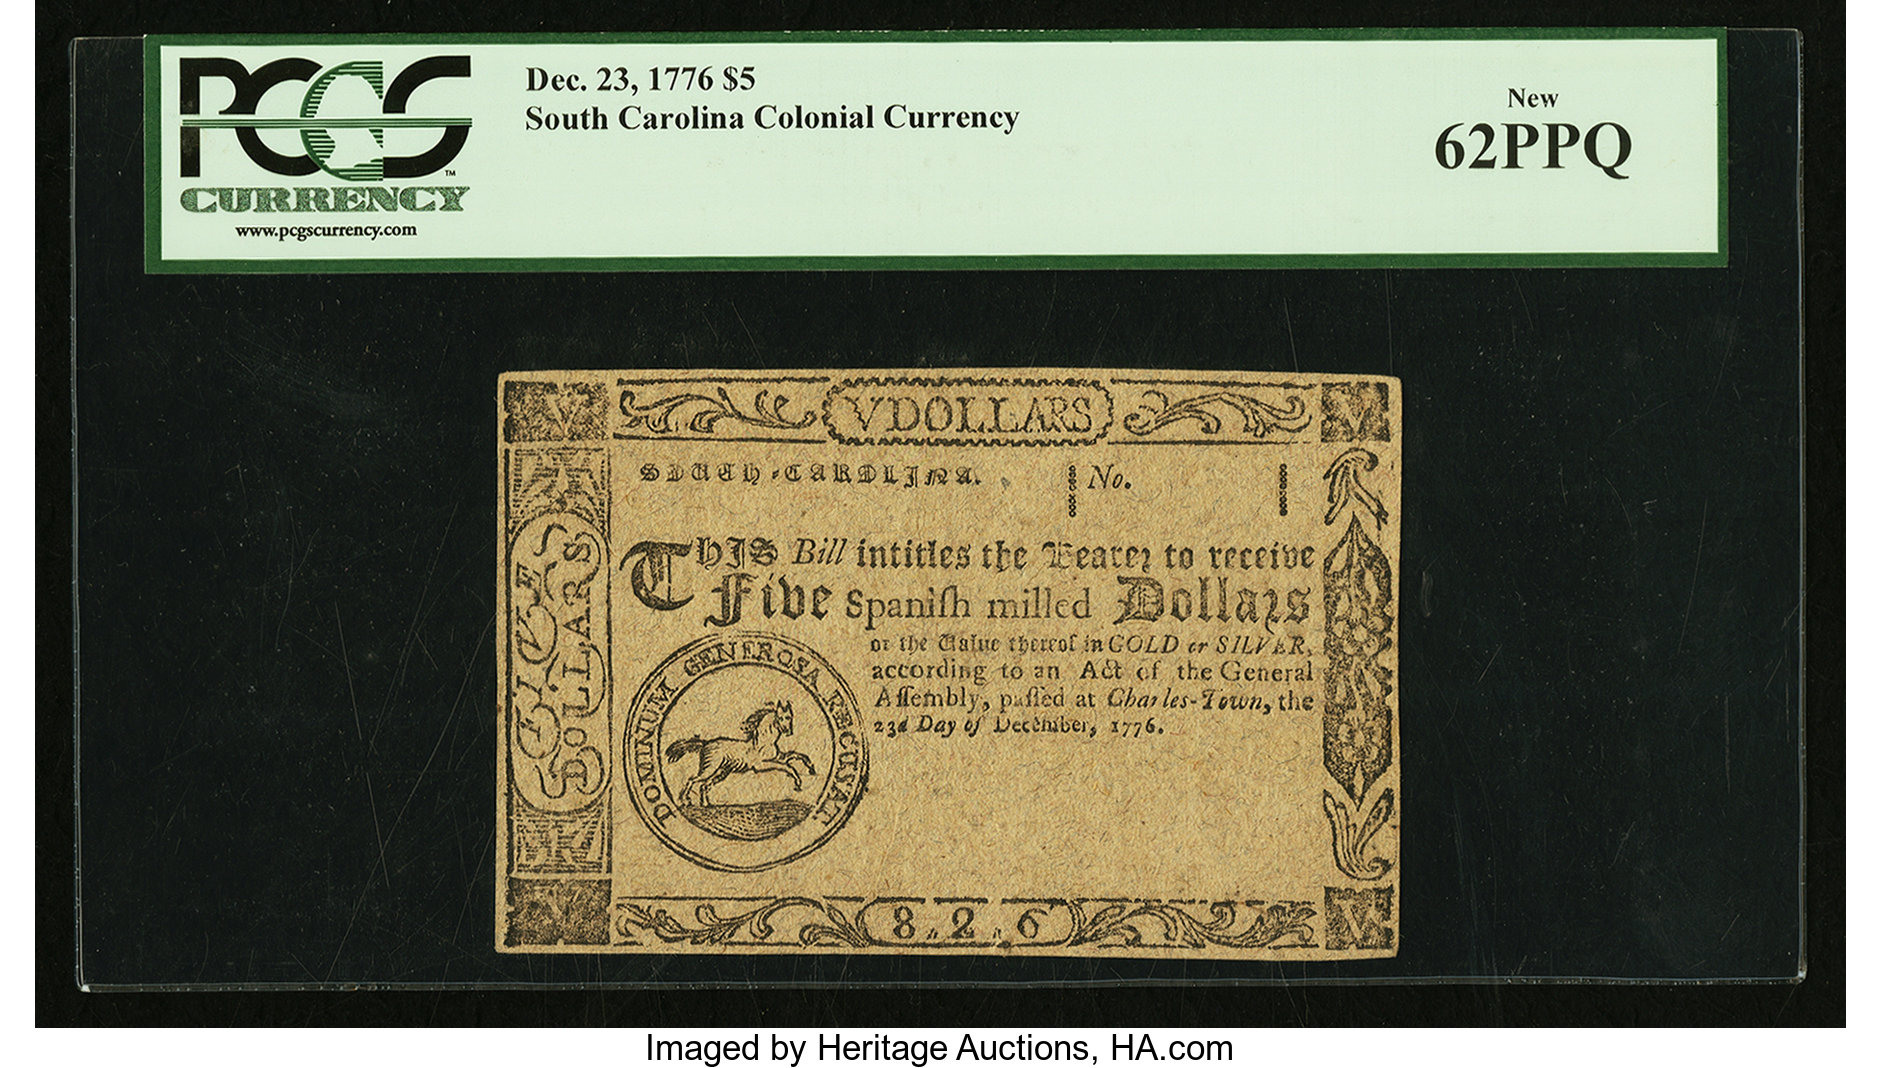 PCGS
CURRENCY
www.pcgscurrency.com
Dec. 23, 1776 $5
South Carolina Colonial Currency
New
62PPQ
V DOLLARS
V
V
SOUTH-CAROLINA.
No.
FIVE
DOLLARS
THIS Bill intitles the Bearer to receive
Five Spaniſh milled Dollars
or the Value thereof in GOLD or SILVER,
according to an Act of the General
Aſſembly, paſſed at Charles-Town, the
23d Day of December, 1776.
DOMINUM GENEROSA RECUSAT
V
8,,2,,6
V
Imaged by Heritage Auctions, HA.com